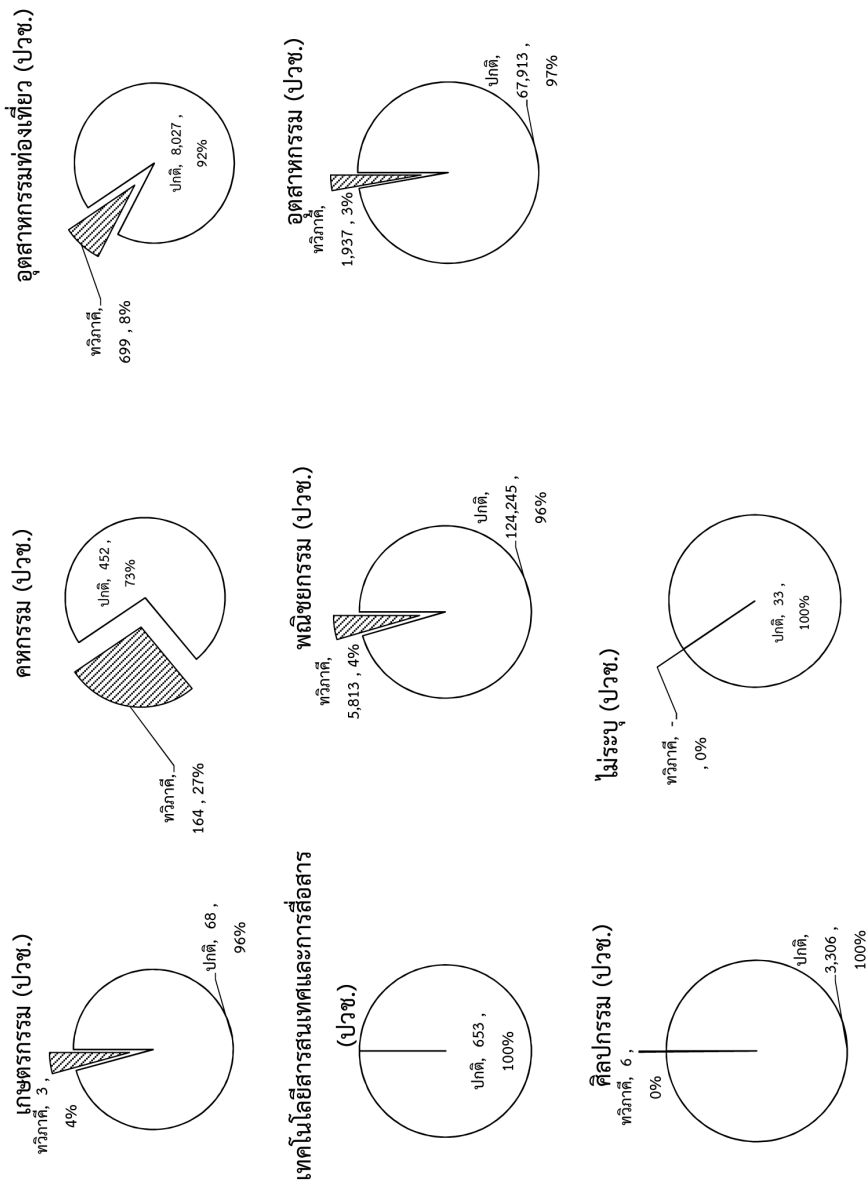 เกษตรกรรม (ปวช.)
ทวิภาคี, 3 ,
4%
ปกติ, 68 ,
96%
คหกรรม (ปวช.)
ปกติ, 452 ,
73%
ทวิภาคี,
164 , 27%
อุตสาหกรรมท่องเที่ยว (ปวช.)
ปกติ, 8,027 ,
92%
ทวิภาคี,
699 , 8%
เทคโนโลยีสารสนเทศและการสื่อสาร
(ปวช.)
ปกติ, 653 ,
100%
พณิชยกรรม (ปวช.)
ทวิภาคี,
5,813 , 4%
ปกติ,
124,245 ,
96%
อุตสาหกรรม (ปวช.)
ทวิภาคี,
1,937 , 3%
ปกติ,
67,913 ,
97%
ศิลปกรรม (ปวช.)
ทวิภาคี, 6 ,
0%
ปกติ,
3,306 ,
100%
ไม่ระบุ (ปวช.)
ทวิภาคี, -
, 0%
ปกติ, 33 ,
100%